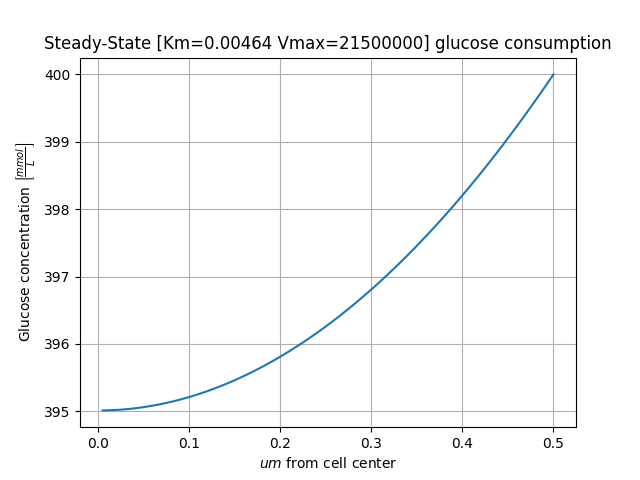 Steady-State [Km=0.00464 Vmax=21500000] glucose consumption
400
399
398
397
396
395
Glucose concentration [mmol/L]
0.0 0.1 0.2 0.3 0.4 0.5
um from cell center